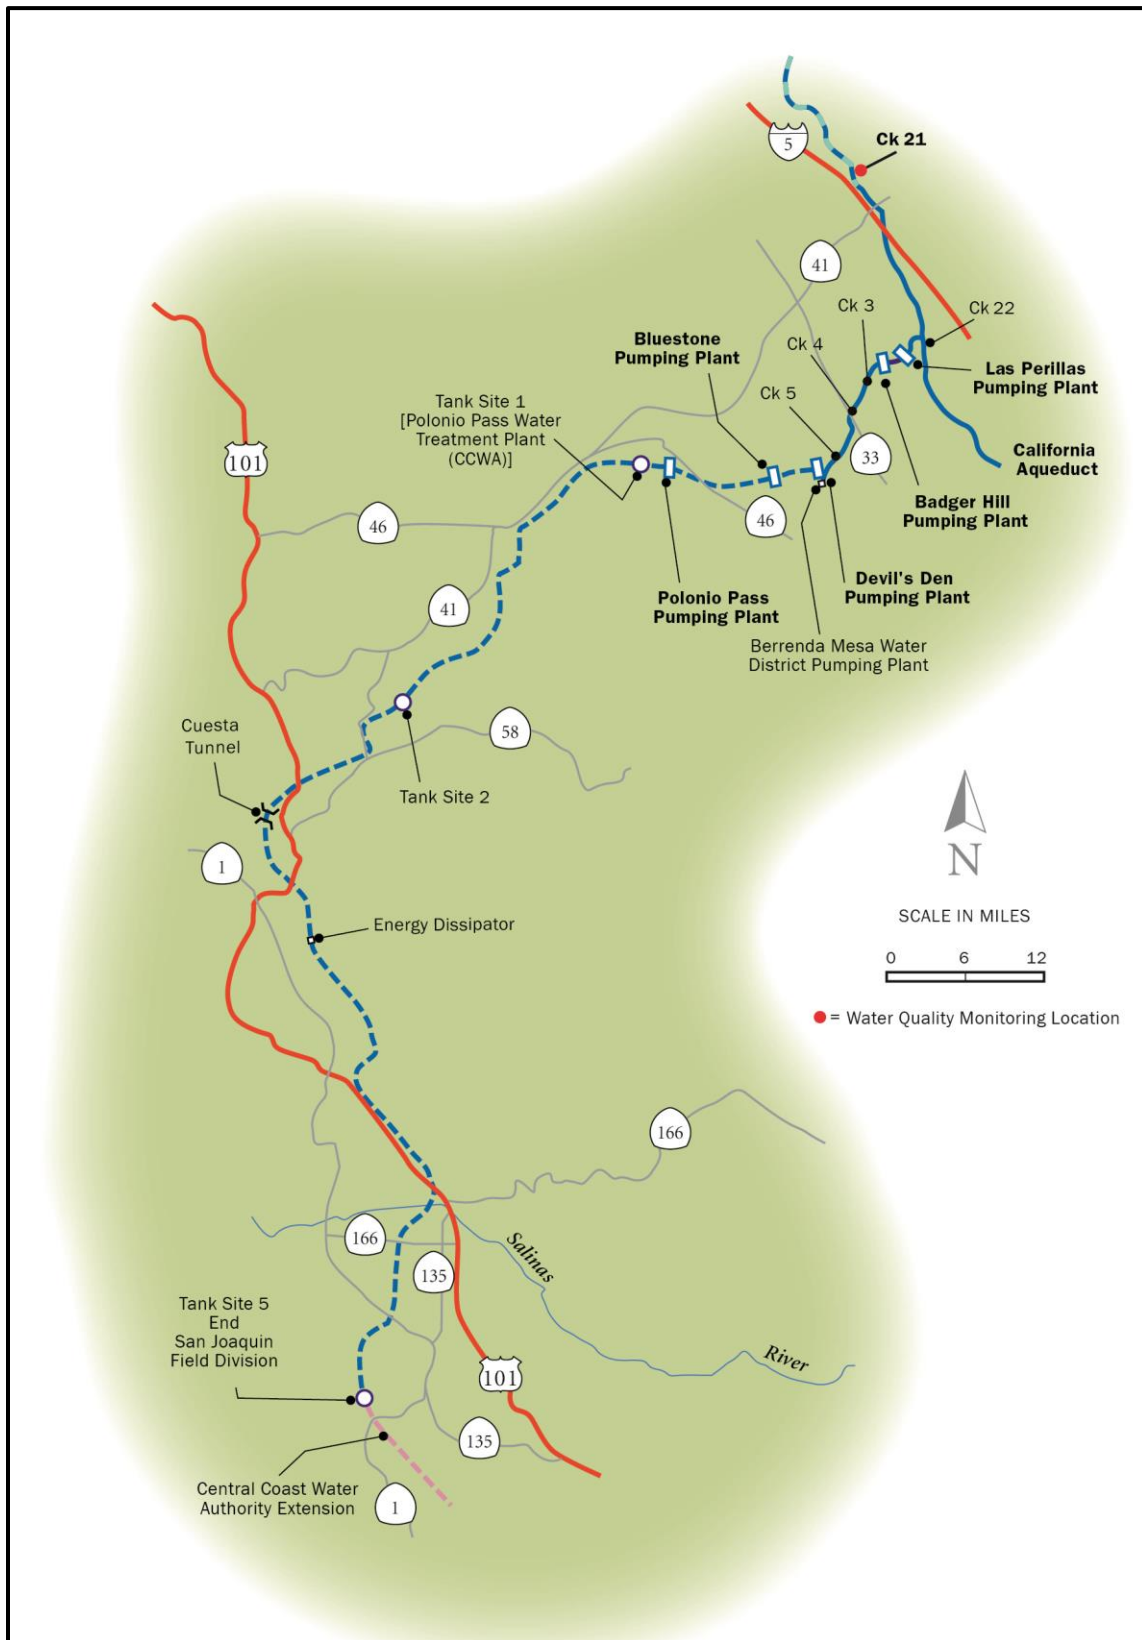 5
Ck 21
41
Ck 3
Ck 22
Ck 4
Bluestone
Pumping Plant
Las Perillas
Pumping Plant
Ck 5
Tank Site 1
[Polonio Pass Water
Treatment Plant
(CCWA)]
101
33
California
Aqueduct
46
46
Badger Hill
Pumping Plant
Polonio Pass
Pumping Plant
Devil's Den
Pumping Plant
41
Berrenda Mesa Water
District Pumping Plant
58
Cuesta
Tunnel
Tank Site 2
1
N
Energy Dissipator
SCALE IN MILES
0 6 12
= Water Quality Monitoring Location
166
166
Salinas
135
Tank Site 5
End
San Joaquin
Field Division
River
101
135
Central Coast Water
Authority Extension
1